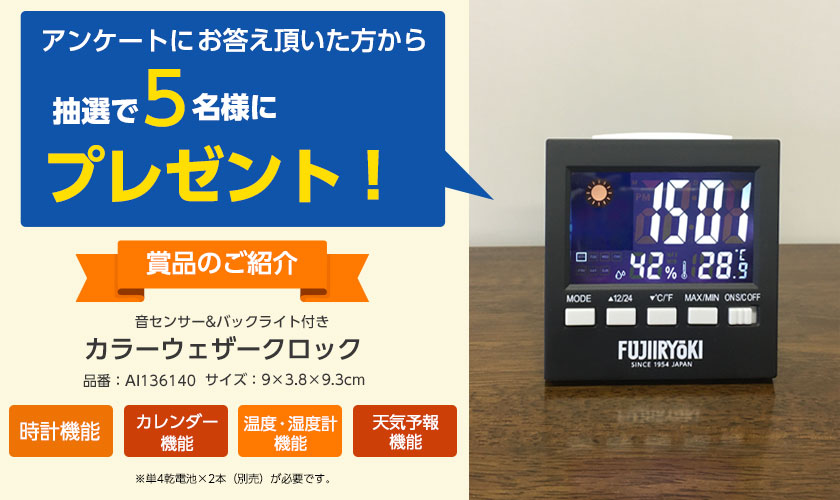 アンケートにお答え頂いた方から
抽選で5名様に
プレゼント！
賞品のご紹介
音センサー&バックライト付き
カラーウェザークロック
品番：AI136140 サイズ：9×3.8×9.3cm
時計機能
カレンダー
機能
温度・湿度計
機能
天気予報
機能
※単4乾電池×2本（別売）が必要です。
PM 1501
42% 28.9 °C
MODE ▲12/24 ▼°C/°F MAX/MIN ON/S.C/OFF
FUJIIRYOKI
SINCE 1954 JAPAN